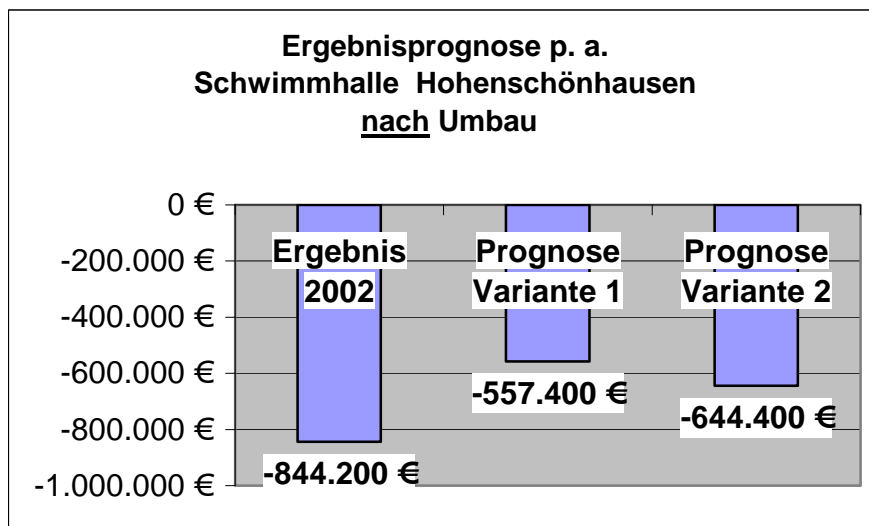 Ergebnisprognose p. a.
Schwimmhalle Hohenschönhausen
nach Umbau
0 €
-200.000 €
-400.000 €
-600.000 €
-800.000 €
-1.000.000 €
Ergebnis
2002
Prognose
Variante 1
Prognose
Variante 2
-844.200 €
-557.400 €
-644.400 €